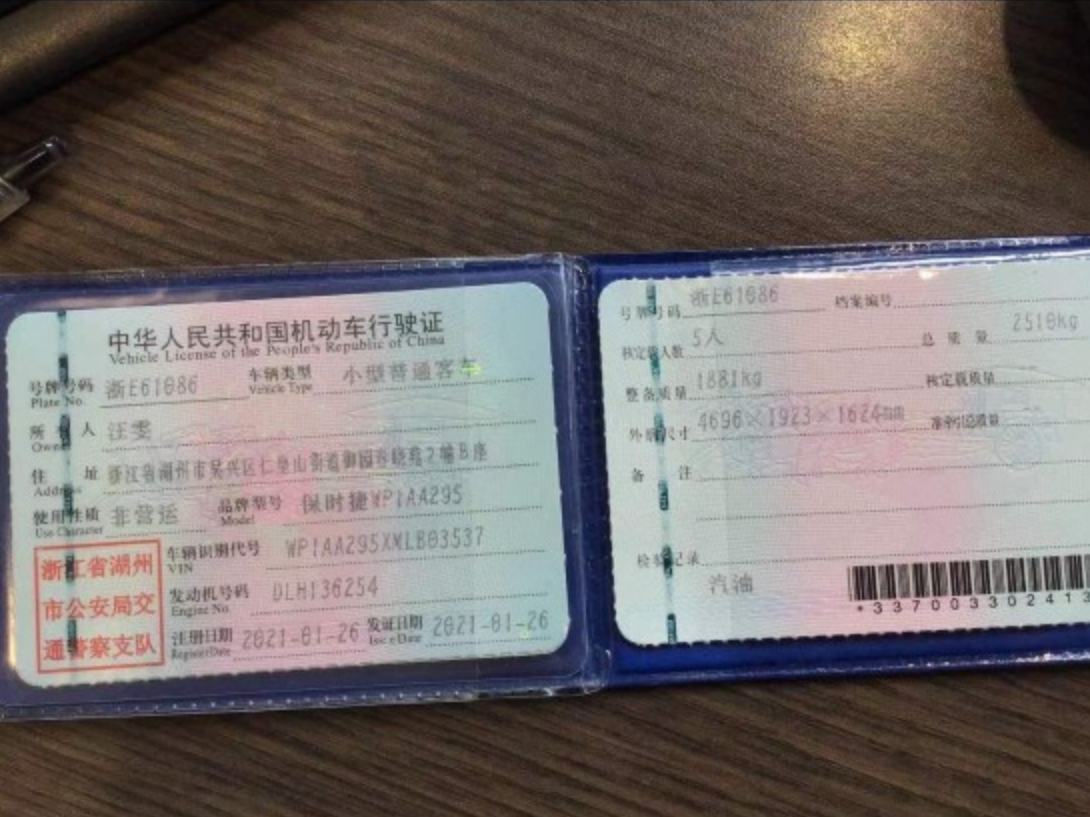 中华人民共和国机动车行驶证
Vehicle License of the People's Republic of China
号牌号码 浙E61086 车辆类型 小型普通客车
Plate No. Vehicle Type
所 人 汪雯
Owner
住 址 浙江省湖州市吴兴区仁皇山街道御园春晓苑2幢B座
Address
使用性质 非营运 品牌型号 保时捷WP1AA295
Use Character Model
浙江省湖州
市公安局交
通警察支队
车辆识别代号 WP1AA295XMLB03537
VIN
发动机号码 DLH136254
Engine No.
注册日期 2021-01-26 发证日期 2021-01-26
Register Date Issue Date
号牌号码 浙E61086 档案编号
核定载人数 5人 总 质 量 2510kg
整备质量 1881kg 核定载质量 --
外廓尺寸 4696×1923×1624 准牵引总质量 --
备 注
检验记录
汽油
*337003302413